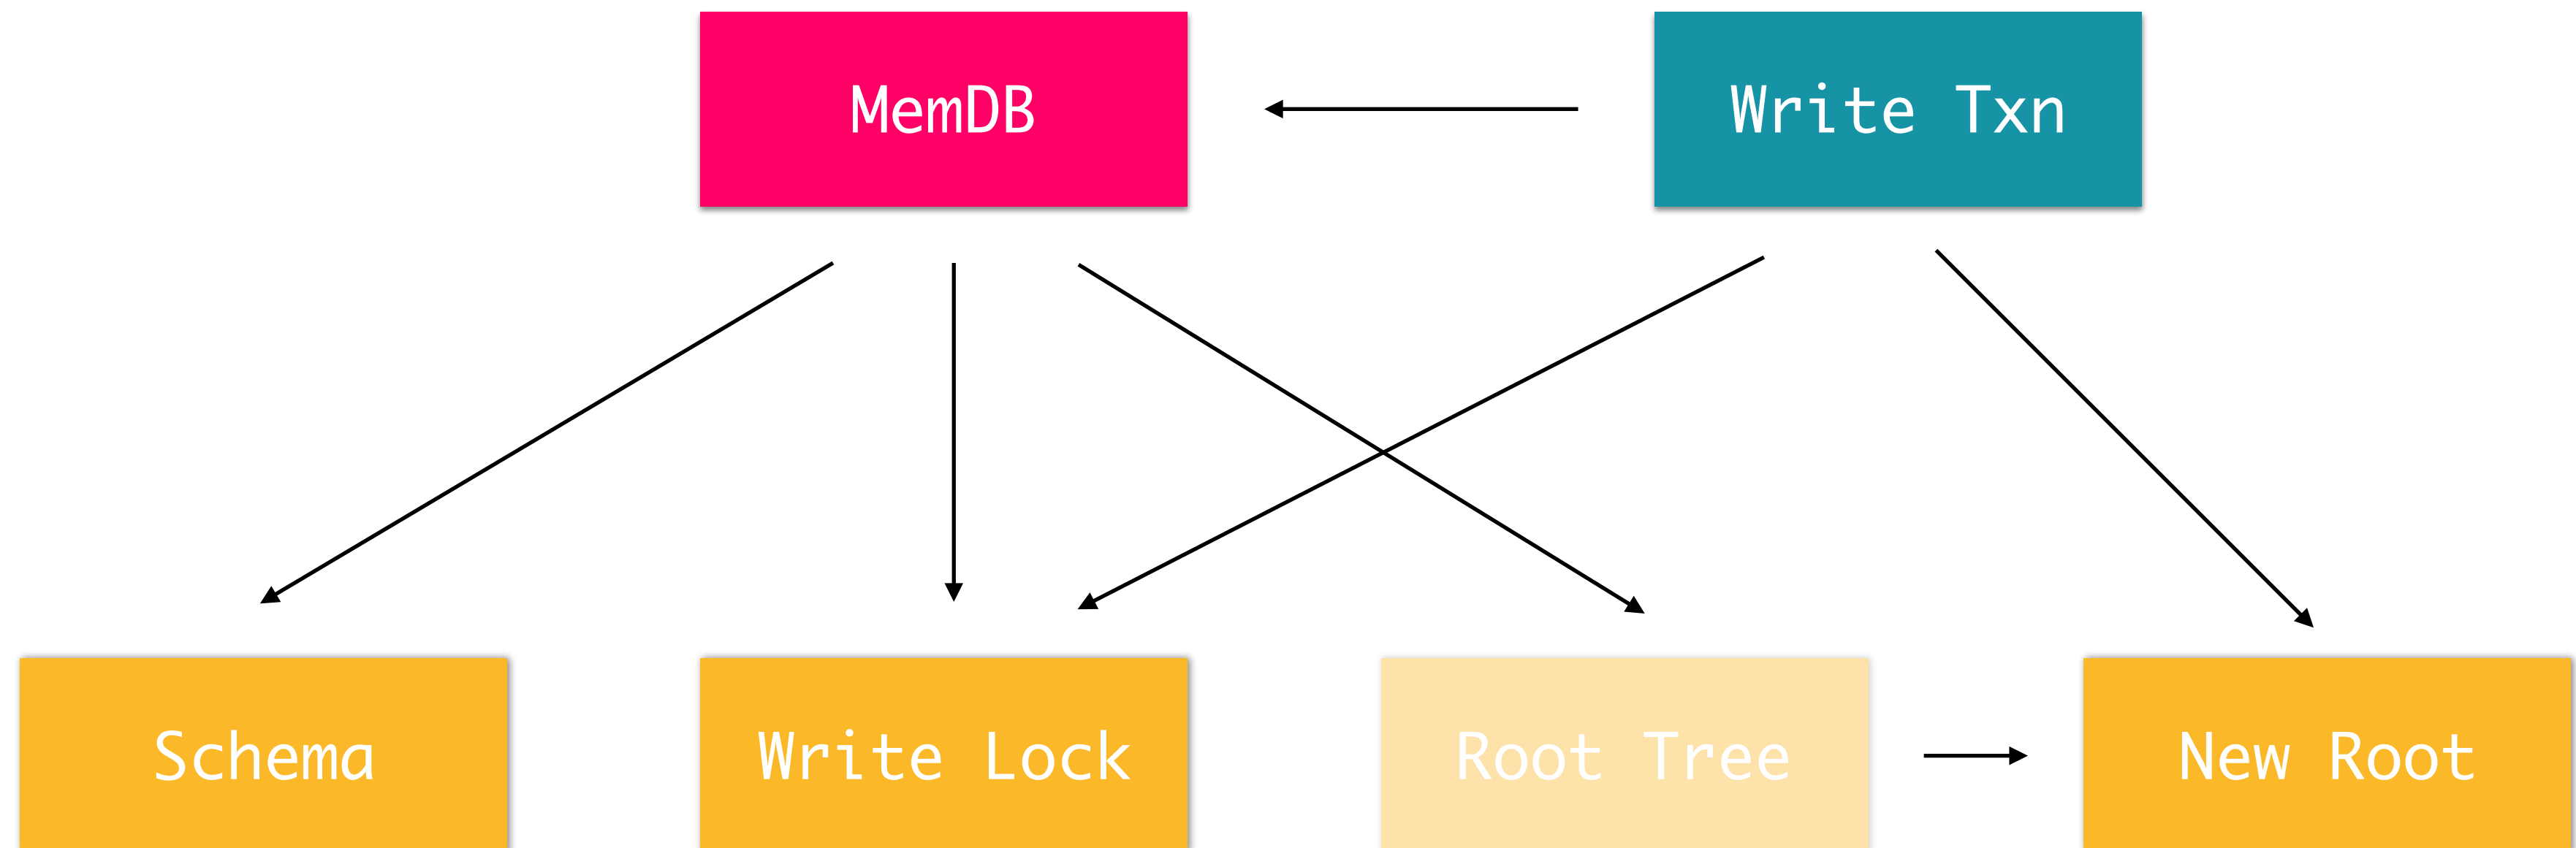 MemDB
Write Txn
Schema
Write Lock
Root Tree
New Root